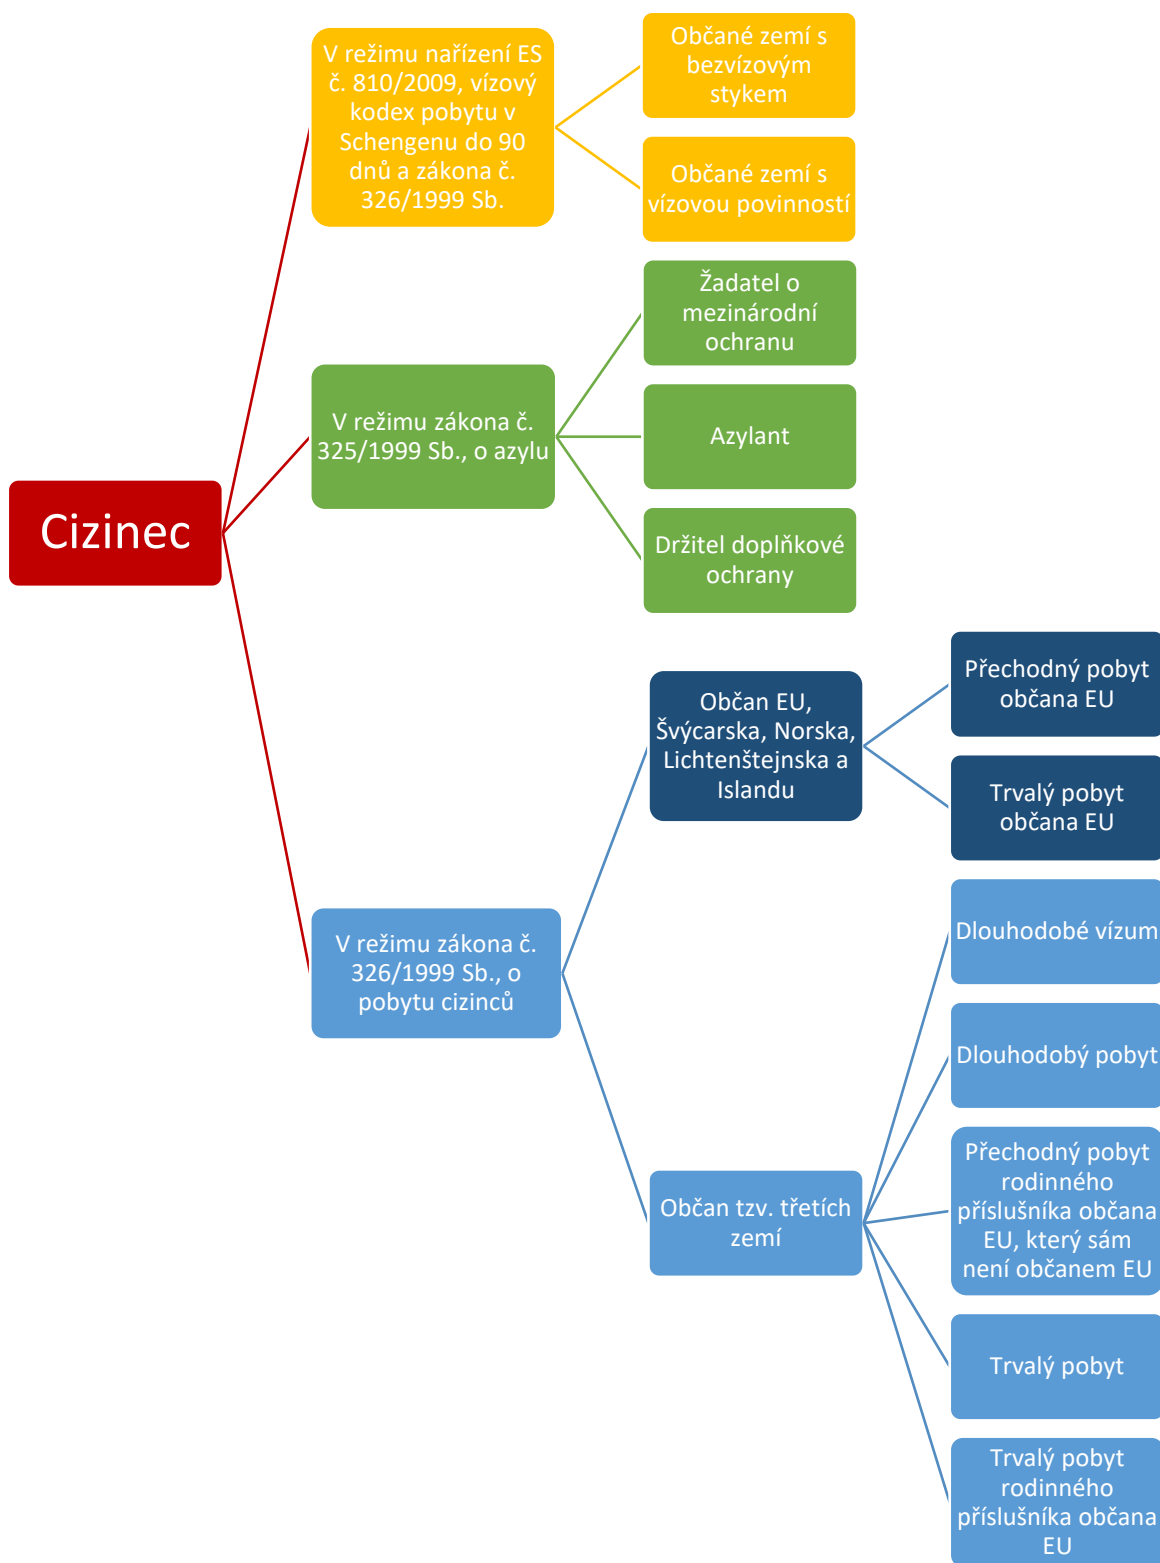 Cizinec
V režimu nařízení ES
č. 810/2009, vízový
kodex pobytu v
Schengenu do 90
dnů a zákona č.
326/1999 Sb.
Občané zemí s
bezvízovým
stykem
Občané zemí s
vízovou povinností
V režimu zákona č.
325/1999 Sb., o azylu
Žadatel o
mezinárodní
ochranu
Azylant
Držitel doplňkové
ochrany
V režimu zákona č.
326/1999 Sb., o
pobytu cizinců
Občan EU,
Švýcarska, Norska,
Lichtenštejnska a
Islandu
Přechodný pobyt
občana EU
Trvalý pobyt
občana EU
Občan tzv. třetích
zemí
Dlouhodobé vízum
Dlouhodobý pobyt
Přechodný pobyt
rodinného
příslušníka občana
EU, který sám
není občanem EU
Trvalý pobyt
Trvalý pobyt
rodinného
příslušníka občana
EU